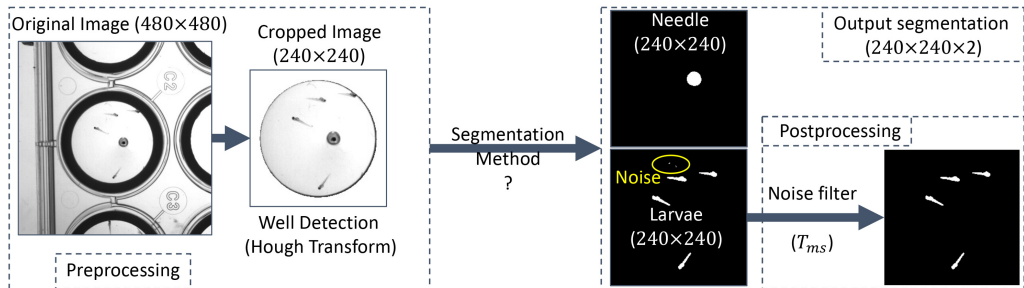 Original Image (480×480)
Cropped Image
(240×240)
C2
C3
Well Detection
(Hough Transform)
Preprocessing
Segmentation
Method
?
Needle
(240×240)
Output segmentation
(240×240×2)
Noise
Larvae
(240×240)
Postprocessing
Noise filter
(Tms)